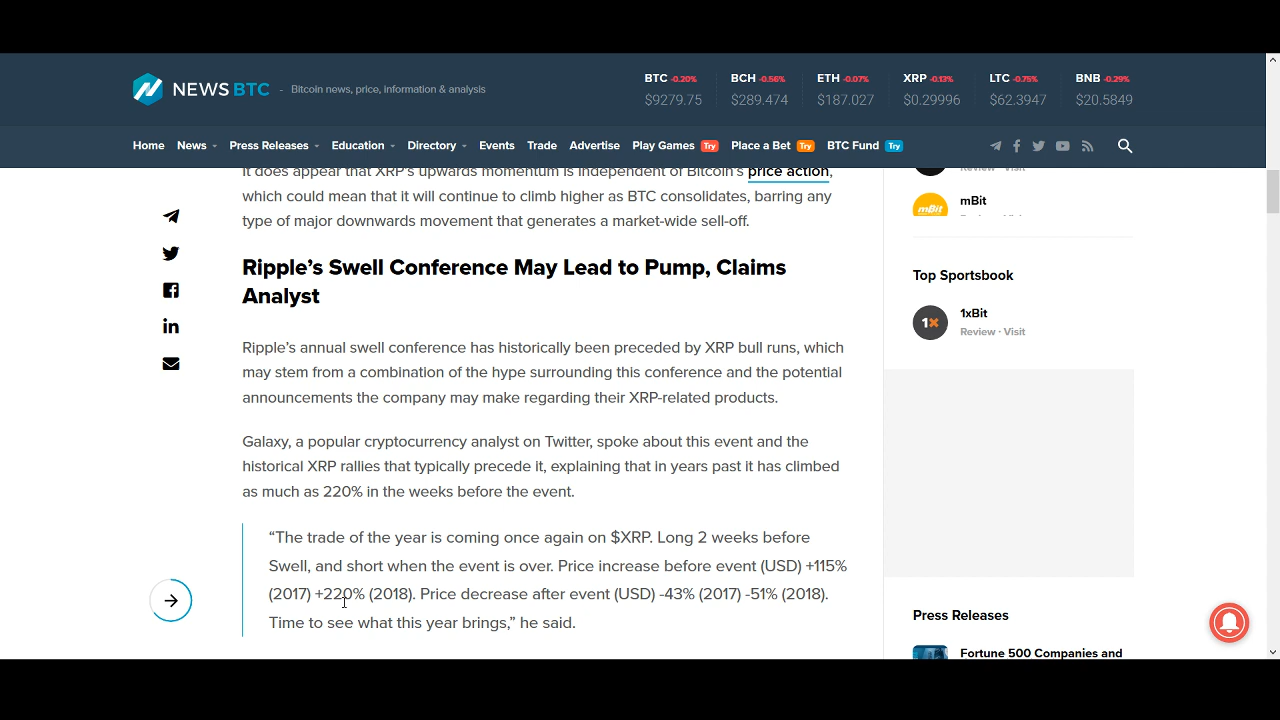 NEWS BTC - Bitcoin news, price, information & analysis
BTC -0.20% BCH -0.56% ETH -0.07% XRP -0.13% LTC -0.75% BNB -0.29%
$9279.75 $289.474 $187.027 $0.29996 $62.3947 $20.5849
Home News Press Releases Education Directory Events Trade Advertise Play Games Try Place a Bet Try BTC Fund Try
It does appear that XRP's upwards momentum is independent of Bitcoin's price action,
which could mean that it will continue to climb higher as BTC consolidates, barring any
type of major downwards movement that generates a market-wide sell-off.
Ripple's Swell Conference May Lead to Pump, Claims
Analyst
Ripple's annual swell conference has historically been preceded by XRP bull runs, which
may stem from a combination of the hype surrounding this conference and the potential
announcements the company may make regarding their XRP-related products.
Galaxy, a popular cryptocurrency analyst on Twitter, spoke about this event and the
historical XRP rallies that typically precede it, explaining that in years past it has climbed
as much as 220% in the weeks before the event.
“The trade of the year is coming once again on $XRP. Long 2 weeks before
Swell, and short when the event is over. Price increase before event (USD) +115%
(2017) +220% (2018). Price decrease after event (USD) -43% (2017) -51% (2018).
Time to see what this year brings,” he said.
Review · Visit
mBit
mBit
Top Sportsbook
1x
1xBit
Review · Visit
Press Releases
Fortune 500 Companies and